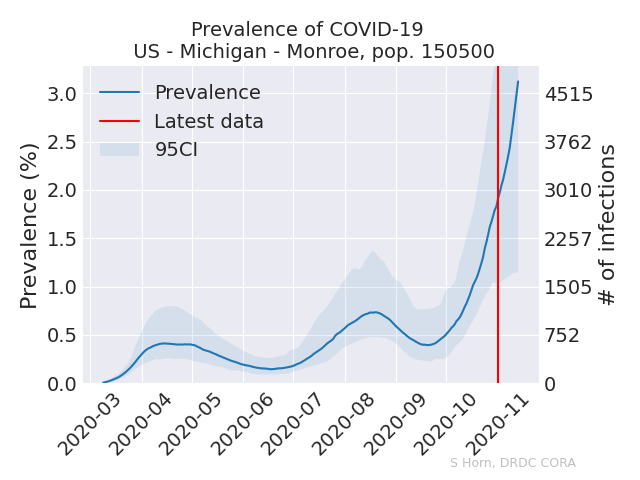 Prevalence of COVID-19
US - Michigan - Monroe, pop. 150500
Prevalence
Latest data
95CI
Prevalence (%)
3.0
2.5
2.0
1.5
1.0
0.5
0.0
4515
3762
3010
2257
1505
752
0
# of infections
2020-03
2020-04
2020-05
2020-06
2020-07
2020-08
2020-09
2020-10
2020-11
S Horn, DRDC CORA